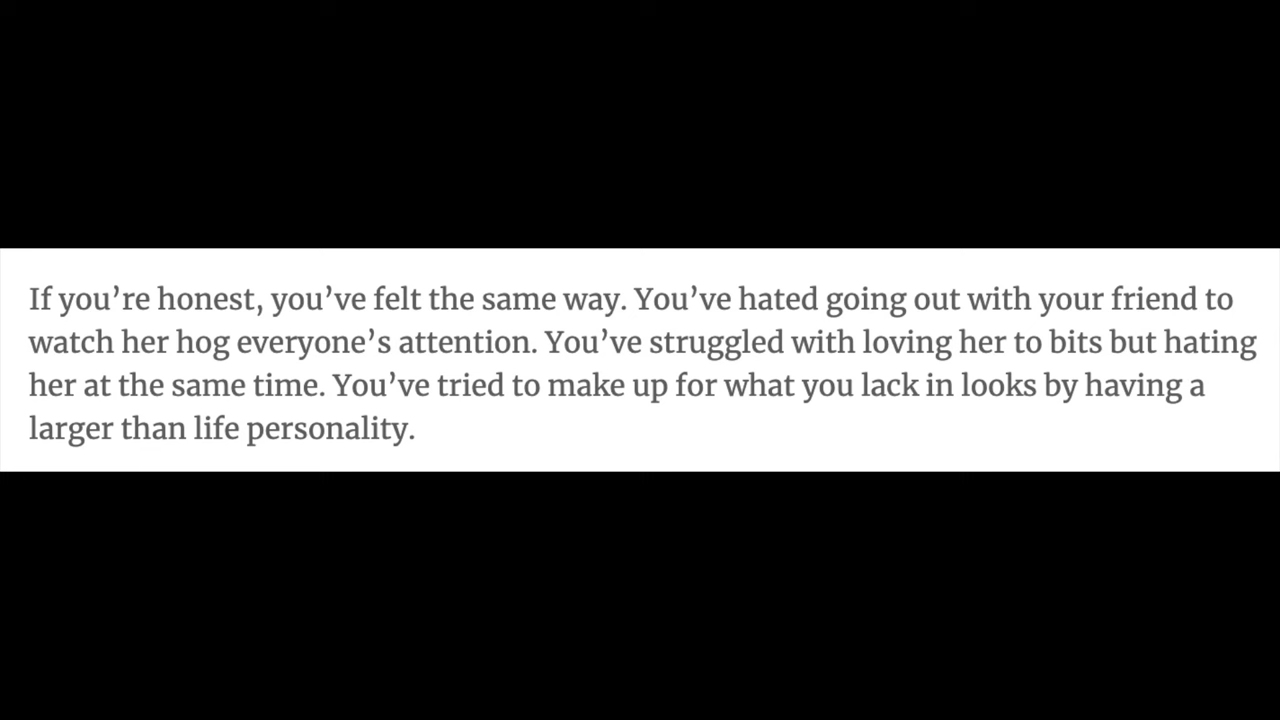 If you’re honest, you’ve felt the same way. You’ve hated going out with your friend to
watch her hog everyone’s attention. You’ve struggled with loving her to bits but hating
her at the same time. You’ve tried to make up for what you lack in looks by having a
larger than life personality.